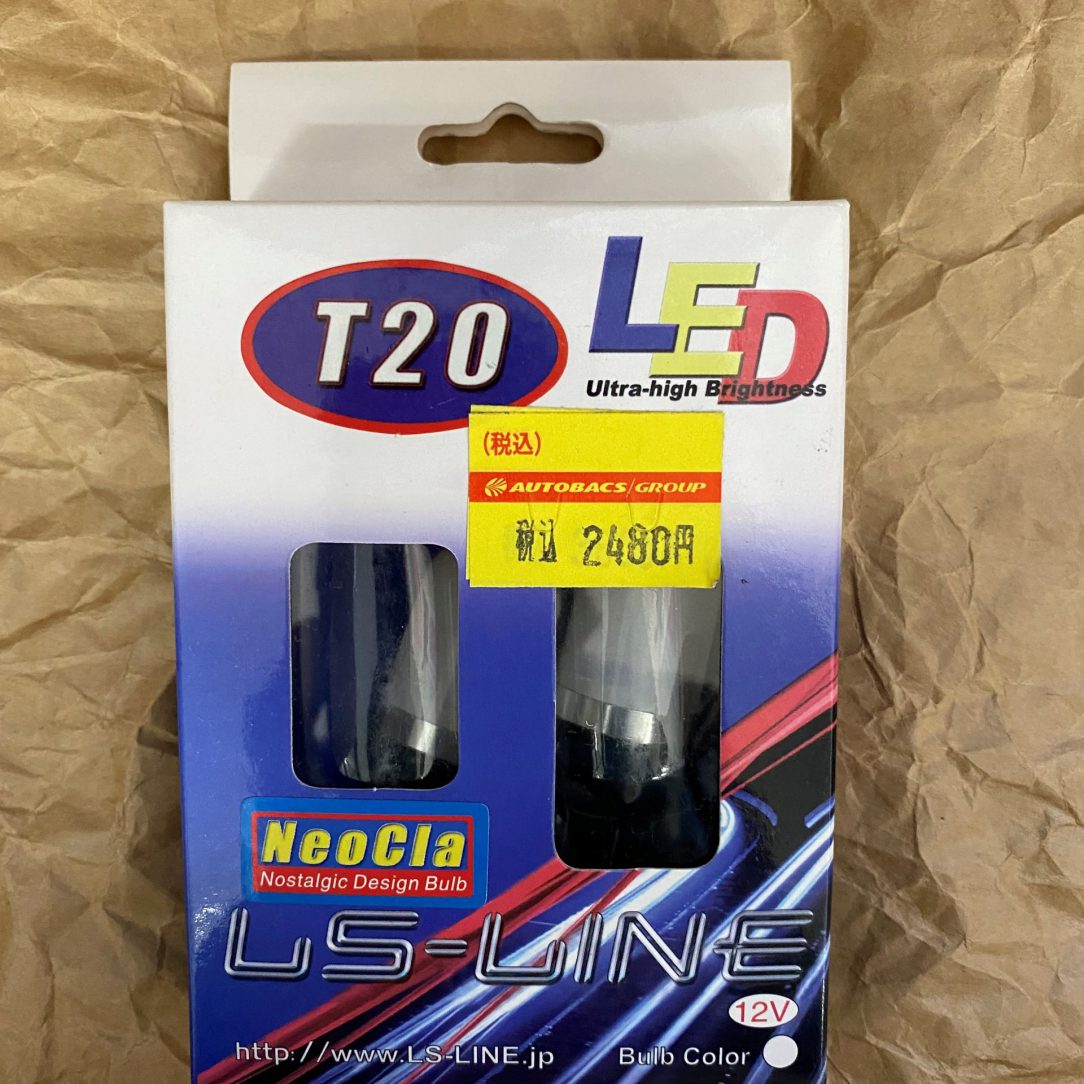 T20
LED
Ultra-high Brightness
(税込)
AUTOBACS/GROUP
税込 2480円
NeoCla
Nostalgic Design Bulb
LS-LINE
12V
http://www.LS-LINE.jp
Bulb Color